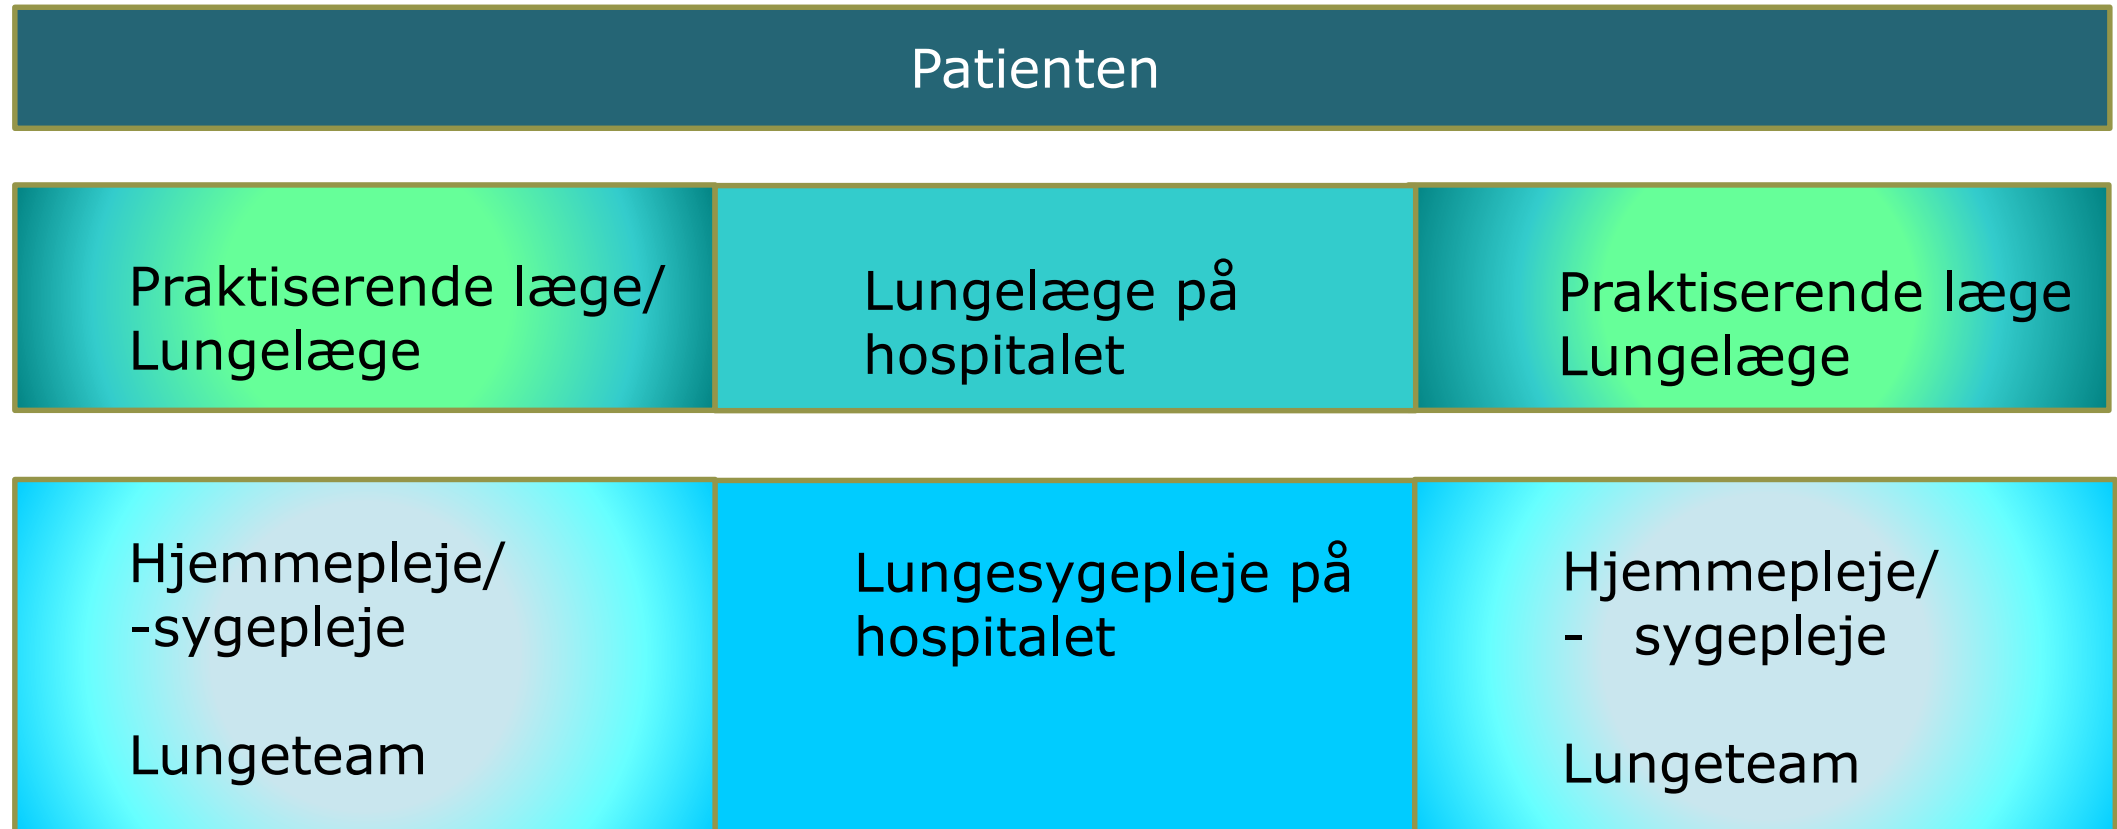 Patienten
Praktiserende læge/
Lungelæge
Lungelæge på
hospitalet
Praktiserende læge
Lungelæge
Hjemmepleje/
-sygepleje
Lungeteam
Lungesygepleje på
hospitalet
Hjemmepleje/
- sygepleje
Lungeteam